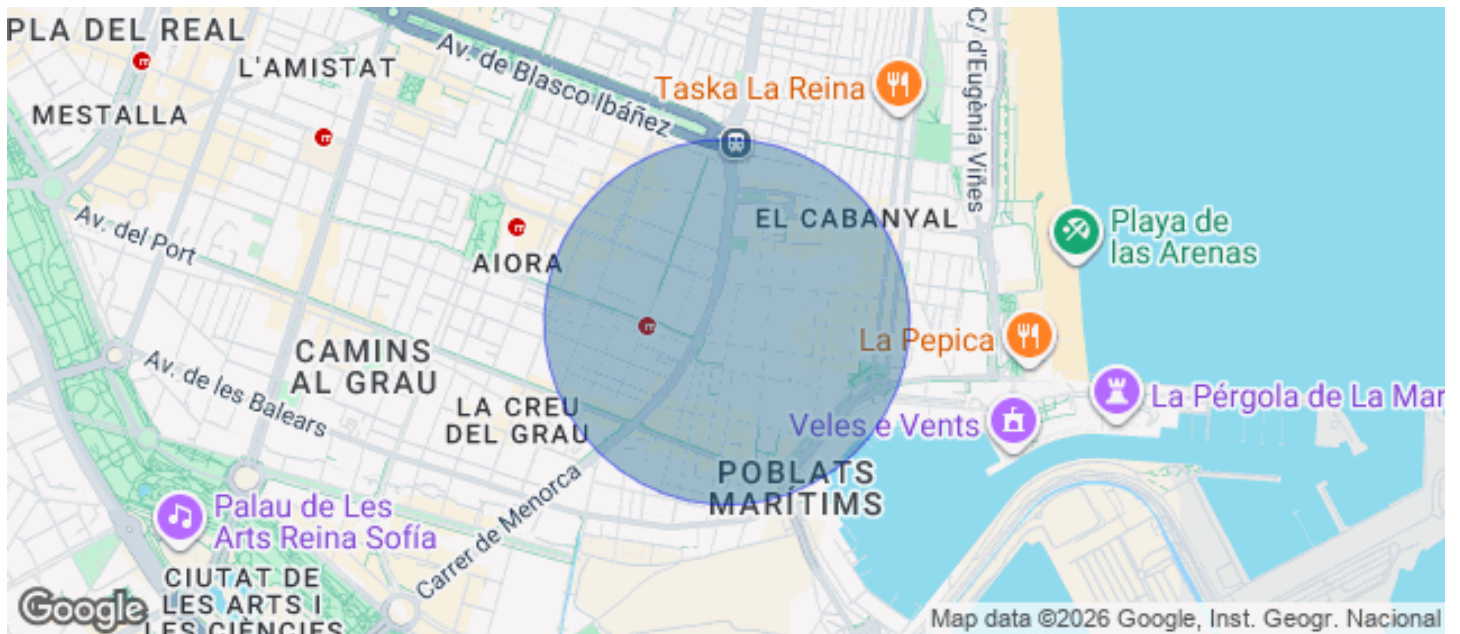 PLA DEL REAL
L'AMISTAT
MESTALLA
Av. de Blasco Ibáñez
Taska La Reina
C/ d'Eugènia Viñes
Av. del Port
AIORA
EL CABANYAL
Playa de
las Arenas
CAMINS
AL GRAU
La Pepica
Av. de les Balears
LA CREU
DEL GRAU
Veles e Vents
La Pérgola de La Mar
POBLATS
MARÍTIMS
Palau de Les
Arts Reina Sofía
Carrer de Menorca
CIUTAT DE
LES ARTS I
LES CIÈNCIES
Google
Map data ©2026 Google, Inst. Geogr. Nacional